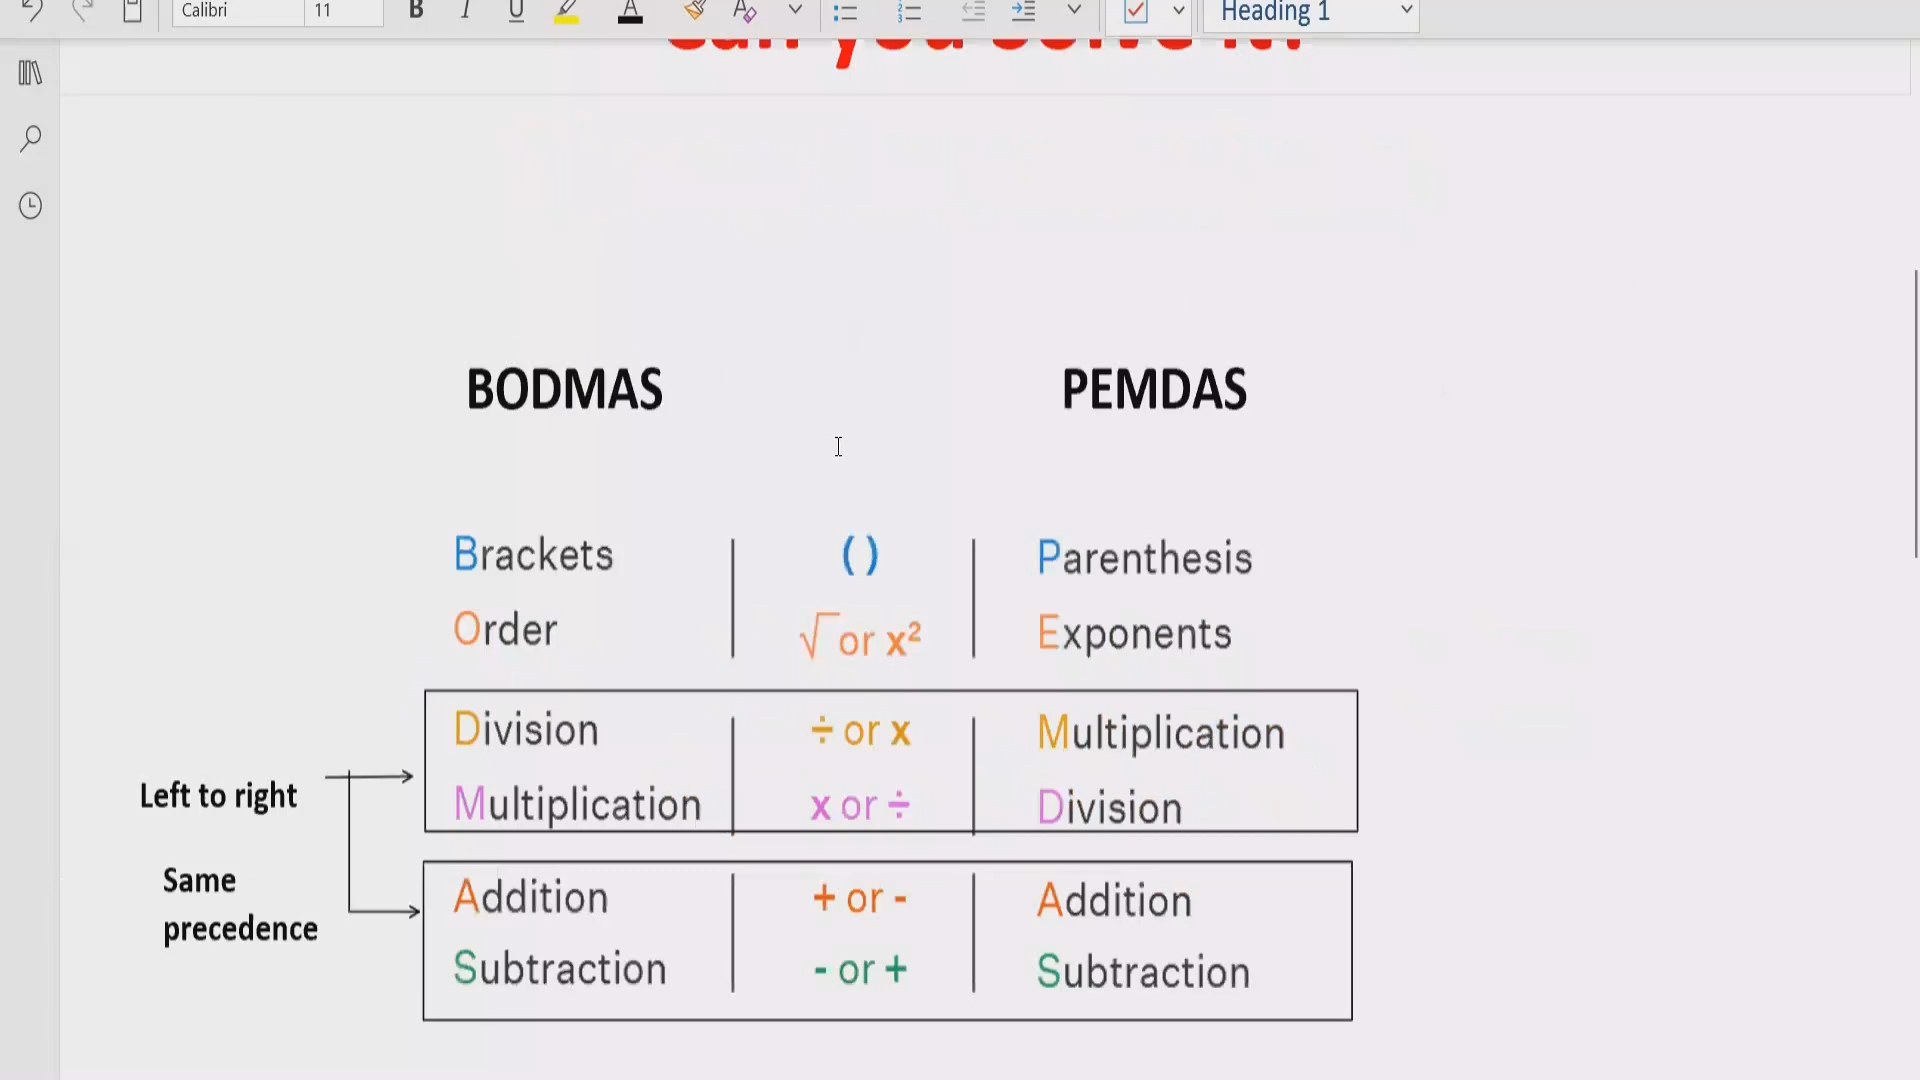 Calibri 11 B I U A A Heading 1
BODMAS PEMDAS
Brackets ( ) Parenthesis
Order √ or x² Exponents
Division ÷ or x Multiplication
Multiplication x or ÷ Division
Left to right
Same
precedence
Addition + or - Addition
Subtraction - or + Subtraction